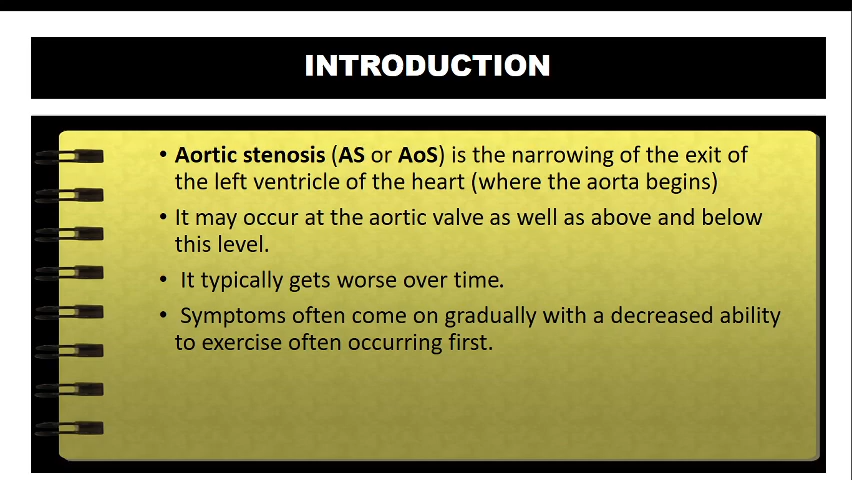 INTRODUCTION
• Aortic stenosis (AS or AoS) is the narrowing of the exit of
the left ventricle of the heart (where the aorta begins)
• It may occur at the aortic valve as well as above and below
this level.
• It typically gets worse over time.
• Symptoms often come on gradually with a decreased ability
to exercise often occurring first.